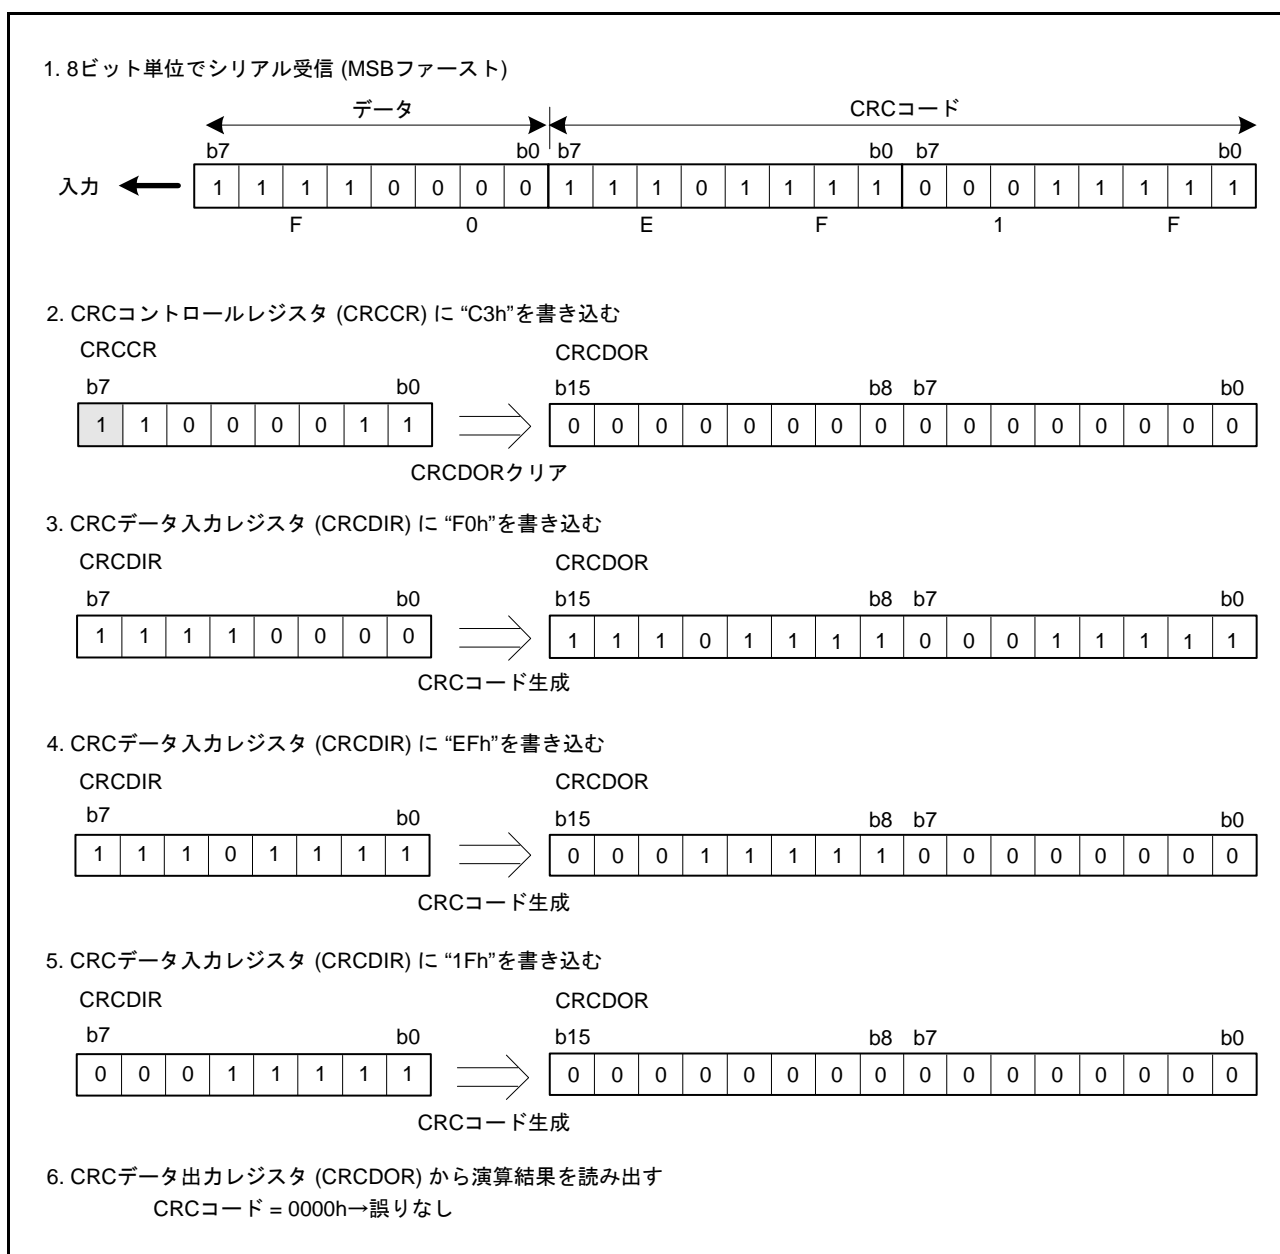 1. 8ビット単位でシリアル受信 (MSBファースト)
データ CRCコード
b7 b0 b7 b0 b7 b0
入力 1 1 1 1 0 0 0 0 1 1 1 0 1 1 1 1 0 0 0 1 1 1 1 1
F 0 E F 1 F
2. CRCコントロールレジスタ (CRCCR) に “C3h”を書き込む
CRCCR CRCDOR
b7 b0 b15 b8 b7 b0
1 1 0 0 0 0 1 1 0 0 0 0 0 0 0 0 0 0 0 0 0 0 0 0
CRCDORクリア
3. CRCデータ入力レジスタ (CRCDIR) に “F0h”を書き込む
CRCDIR CRCDOR
b7 b0 b15 b8 b7 b0
1 1 1 1 0 0 0 0 1 1 1 0 1 1 1 1 0 0 0 1 1 1 1 1
CRCコード生成
4. CRCデータ入力レジスタ (CRCDIR) に “EFh”を書き込む
CRCDIR CRCDOR
b7 b0 b15 b8 b7 b0
1 1 1 0 1 1 1 1 0 0 0 1 1 1 1 1 0 0 0 0 0 0 0 0
CRCコード生成
5. CRCデータ入力レジスタ (CRCDIR) に “1Fh”を書き込む
CRCDIR CRCDOR
b7 b0 b15 b8 b7 b0
0 0 0 1 1 1 1 1 0 0 0 0 0 0 0 0 0 0 0 0 0 0 0 0
CRCコード生成
6. CRCデータ出力レジスタ (CRCDOR) から演算結果を読み出す
CRCコード = 0000h→誤りなし